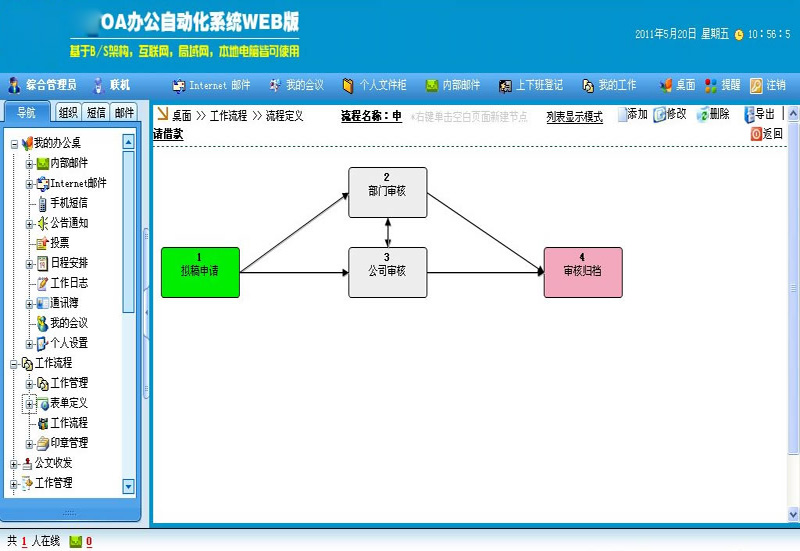 OA办公自动化系统WEB版
基于B/S架构，互联网，局域网，本地电脑皆可使用
2011年5月20日 星期五 10:56:5
综合管理员 联机 Internet 邮件 我的会议 个人文件柜 内部邮件 上下班登记 我的工作 桌面 提醒 注销
导航 组织 短信 邮件
桌面 >> 工作流程 >> 流程定义 流程名称：申请借款 *右键单击空白页面新建节点 列表显示模式 添加 修改 删除 导出 返回
我的办公桌
内部邮件
Internet邮件
手机短信
公告通知
投票
日程安排
工作日志
通讯簿
我的会议
个人设置
工作流程
工作管理
表单定义
工作流程
印章管理
公文收发
工作管理
1
拟稿申请
2
部门审核
3
公司审核
4
审核归档
共 1 人在线 0